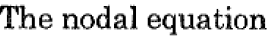 The nodal equation